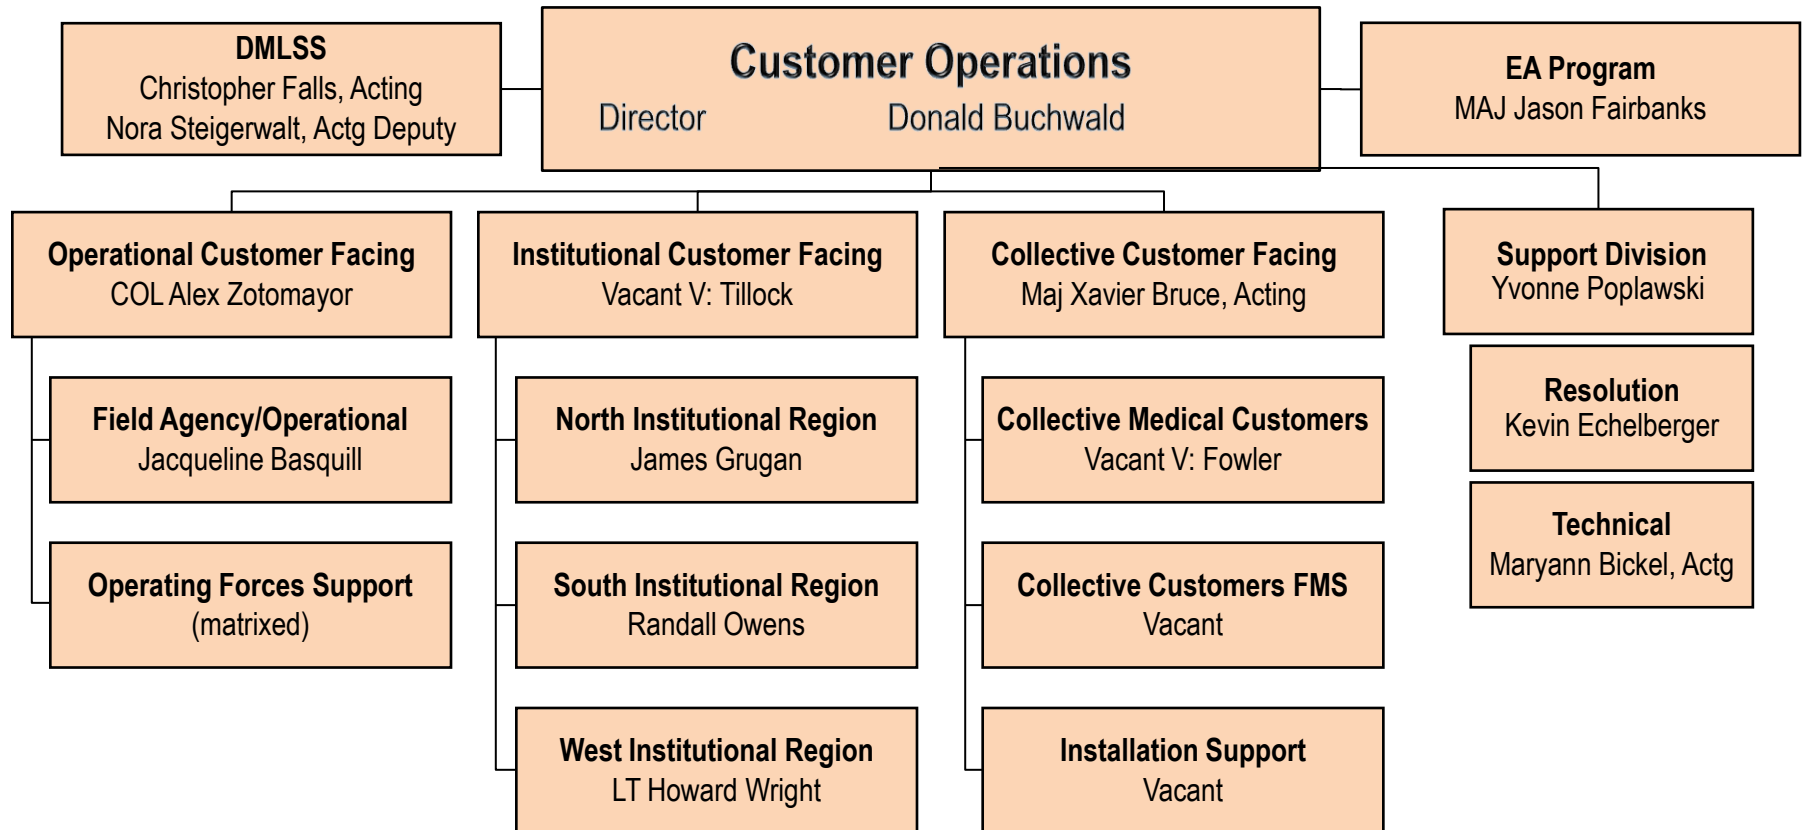 DMLSS
Christopher Falls, Acting
Nora Steigerwalt, Actg Deputy
Customer Operations
Director Donald Buchwald
EA Program
MAJ Jason Fairbanks
Operational Customer Facing
COL Alex Zotomayor
Field Agency/Operational
Jacqueline Basquill
Operating Forces Support
(matrixed)
Institutional Customer Facing
Vacant V: Tillock
North Institutional Region
James Grugan
South Institutional Region
Randall Owens
West Institutional Region
LT Howard Wright
Collective Customer Facing
Maj Xavier Bruce, Acting
Collective Medical Customers
Vacant V: Fowler
Collective Customers FMS
Vacant
Installation Support
Vacant
Support Division
Yvonne Poplawski
Resolution
Kevin Echelberger
Technical
Maryann Bickel, Actg